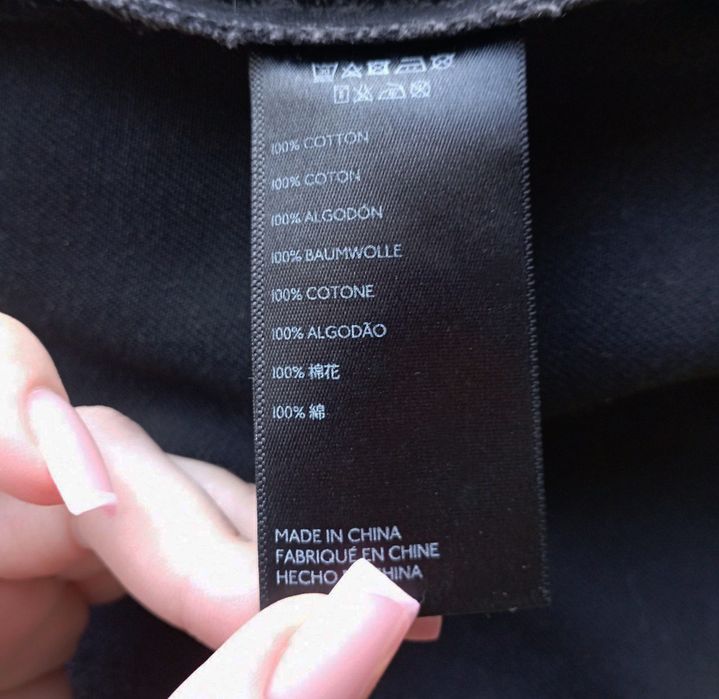 100% COTTON
100% COTON
100% ALGODÓN
100% BAUMWOLLE
100% COTONE
100% ALGODÃO
100% 棉花
100% 綿
MADE IN CHINA
FABRIQUÉ EN CHINE
HECHO CHINA